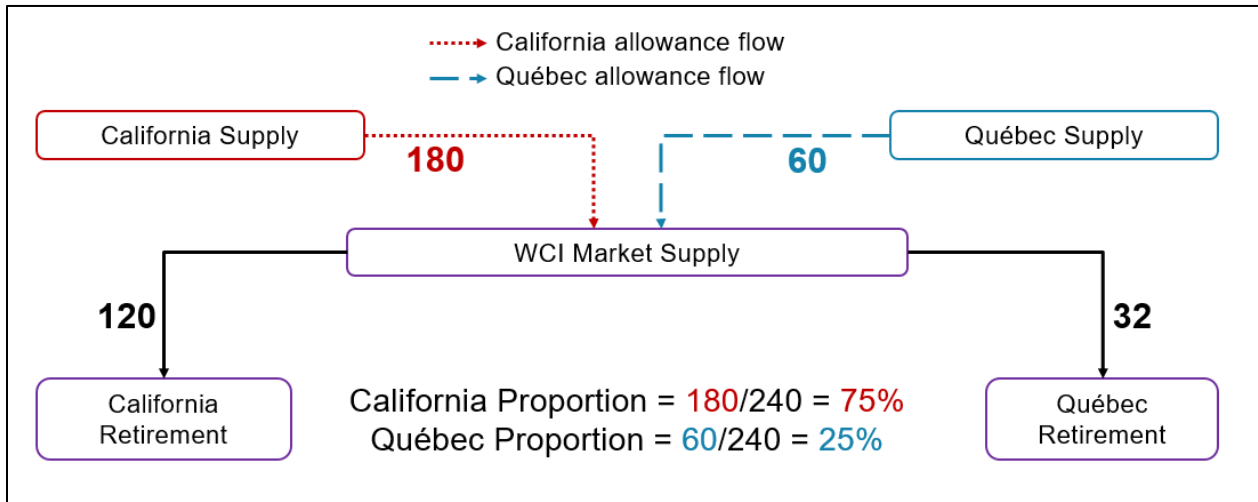 California allowance flow
Québec allowance flow
California Supply
Québec Supply
180
60
WCI Market Supply
120
32
California
Retirement
California Proportion = 180/240 = 75%
Québec Proportion = 60/240 = 25%
Québec
Retirement